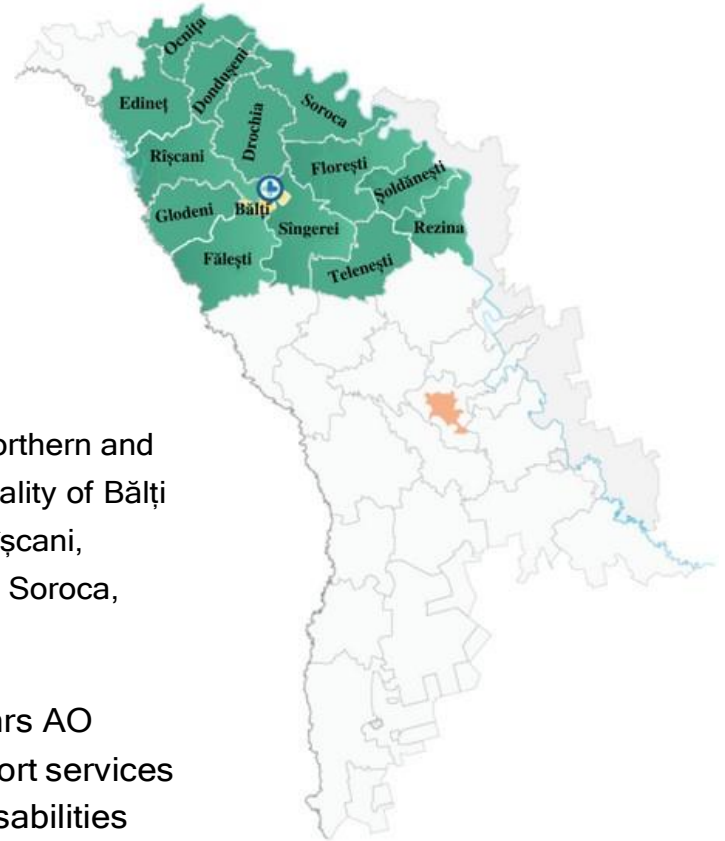 Ocnița
Dondușeni
Edineț
Soroca
Drochia
Rîșcani
Florești
Șoldănești
Glodeni
Bălți
Sîngerei
Rezina
Fălești
Telenești
orthern and
ality of Bălți
îșcani,
Soroca,
rs AO
ort services
sabilities